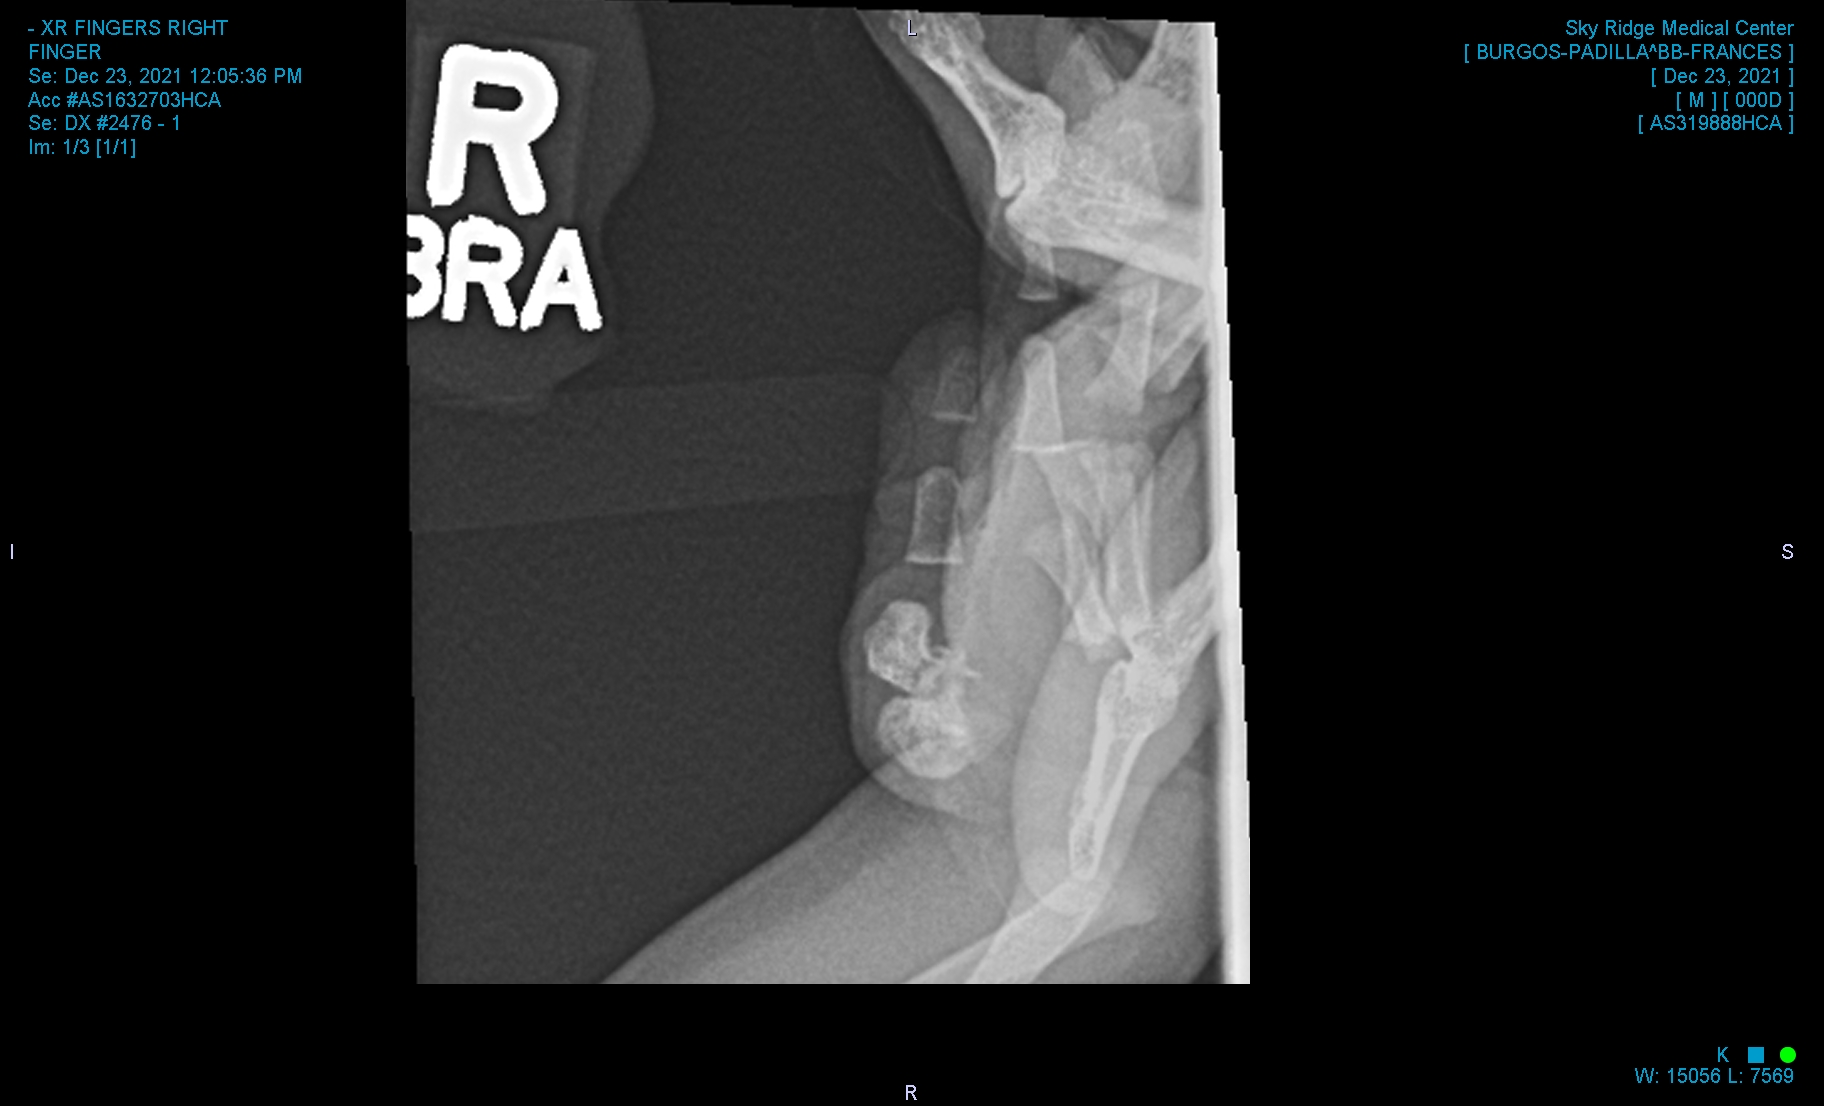 - XR FINGERS RIGHT
FINGER
Se: Dec 23, 2021 12:05:36 PM
Acc #AS1632703HCA
Se: DX #2476 - 1
Im: 1/3 [1/1]
L
Sky Ridge Medical Center
[ BURGOS-PADILLA^BB-FRANCES ]
[ Dec 23, 2021 ]
[ M ] [ 000D ]
[ AS319888HCA ]
R
BRA
I
S
K
W: 15056 L: 7569
R